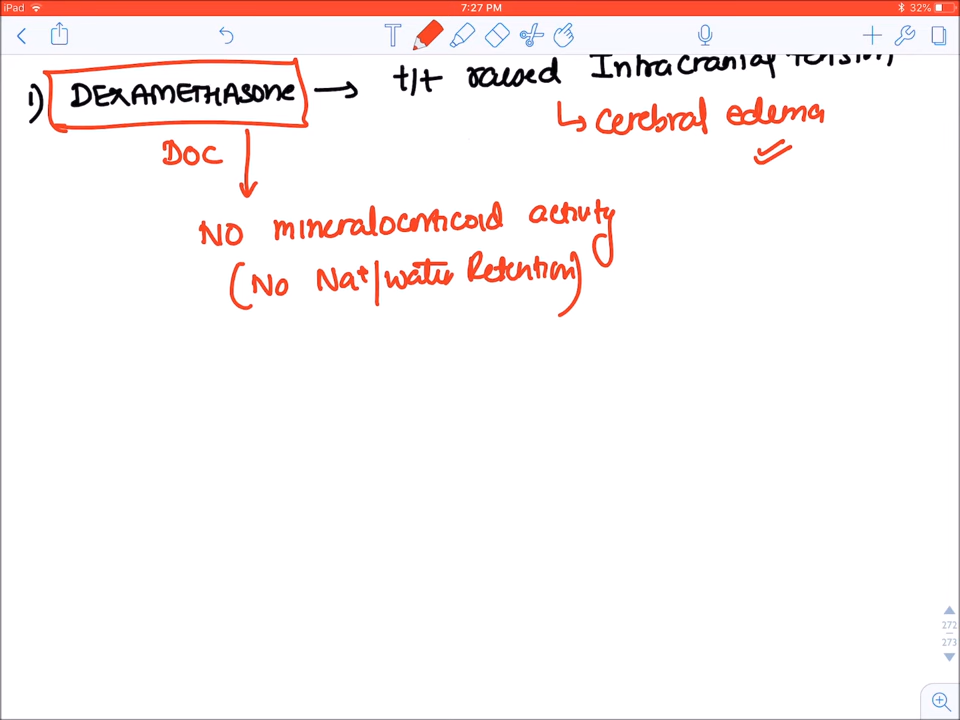 iPad 7:27 PM 32%
T
i) DEXAMETHASONE → t/t raised Intracranial tension
↳ cerebral edema
DOC
NO mineralocorticoid activity
(No Na+/water Retention)
272
273